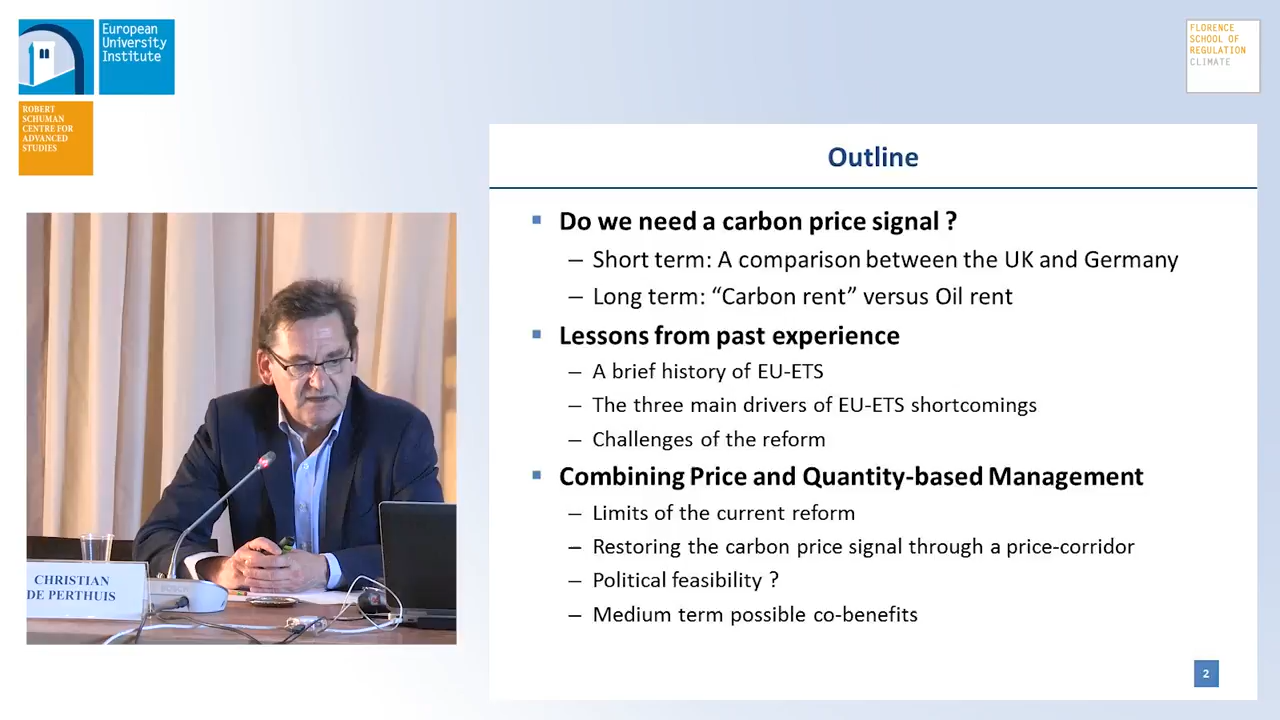 European
University
Institute
ROBERT
SCHUMAN
CENTRE FOR
ADVANCED
STUDIES
FLORENCE
SCHOOL OF
REGULATION
CLIMATE
CHRISTIAN
DE PERTHUIS
Outline
▪ Do we need a carbon price signal ?
– Short term: A comparison between the UK and Germany
– Long term: “Carbon rent” versus Oil rent
▪ Lessons from past experience
– A brief history of EU-ETS
– The three main drivers of EU-ETS shortcomings
– Challenges of the reform
▪ Combining Price and Quantity-based Management
– Limits of the current reform
– Restoring the carbon price signal through a price-corridor
– Political feasibility ?
– Medium term possible co-benefits
2